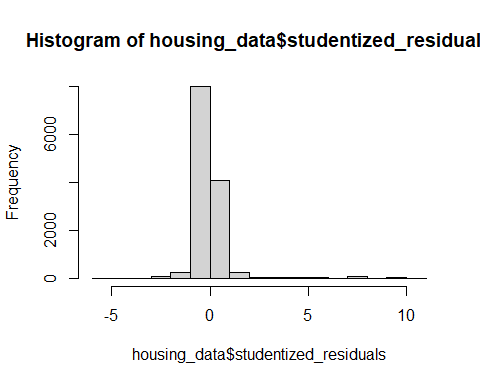 Histogram of housing_data$studentized_residual
Frequency
6000
2000
0
-5 0 5 10
housing_data$studentized_residuals